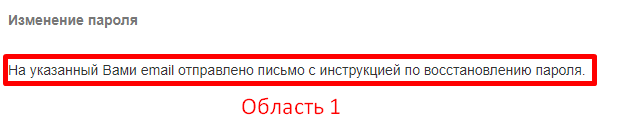 Изменение пароля
На указанный Вами email отправлено письмо с инструкцией по восстановлению пароля.
Область 1